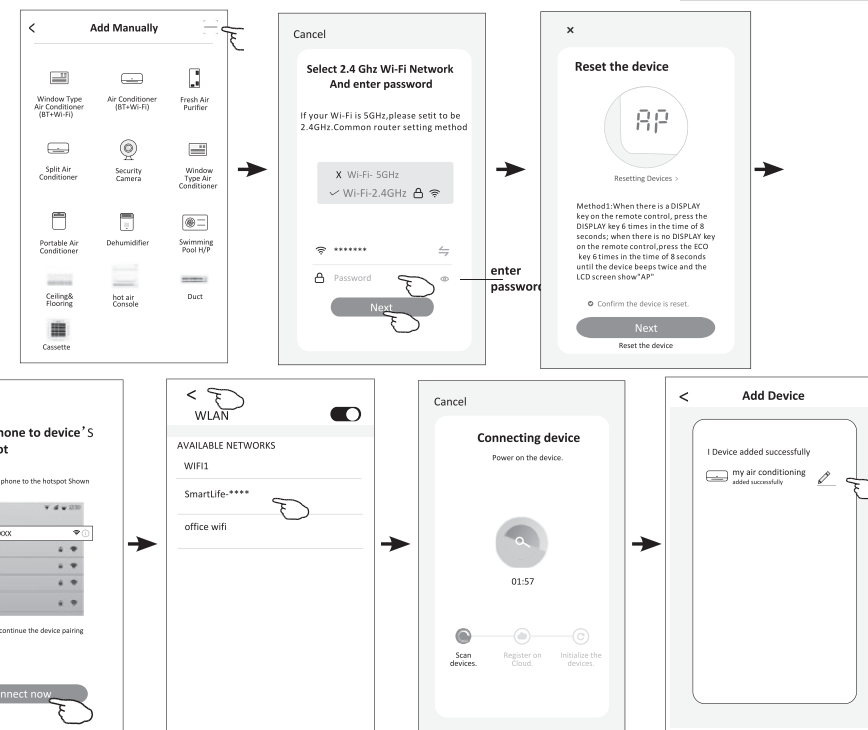 Add Manually
Window Type
Air Conditioner
(BT+Wi-Fi)
Air Conditioner
(BT+Wi-Fi)
Fresh Air
Purifier
Split Air
Conditioner
Security
Camera
Window
Type Air
Conditioner
Portable Air
Conditioner
Dehumidifier
Swimming
Pool H/P
Ceiling&
Flooring
hot air
Console
Duct
Cassette
Cancel
Select 2.4 Ghz Wi-Fi Network
And enter password
If your Wi-Fi is 5GHz,please setit to be
2.4GHz.Common router setting method
X Wi-Fi- 5GHz
Wi-Fi-2.4GHz
*******
Password
Next
enter
password
×
Reset the device
AP
Resetting Devices >
Method1:When there is a DISPLAY
key on the remote control, press the
DISPLAY key 6 times in the time of 8
seconds; when there is no DISPLAY key
on the remote control,press the ECO
key 6 times in the time of 8 seconds
until the device beeps twice and the
LCD screen show"AP"
Confirm the device is reset.
Next
Reset the device
hone to device's
ot
phone to the hotspot Shown
XXX
continue the device pairing
nnect now
<
WLAN
AVAILABLE NETWORKS
WIFI1
SmartLife-****
office wifi
Cancel
Connecting device
Power on the device.
01:57
Scan
devices.
Register on
Cloud.
Initialize the
devices.
< Add Device
I Device added successfully
my air conditioning
added successfully